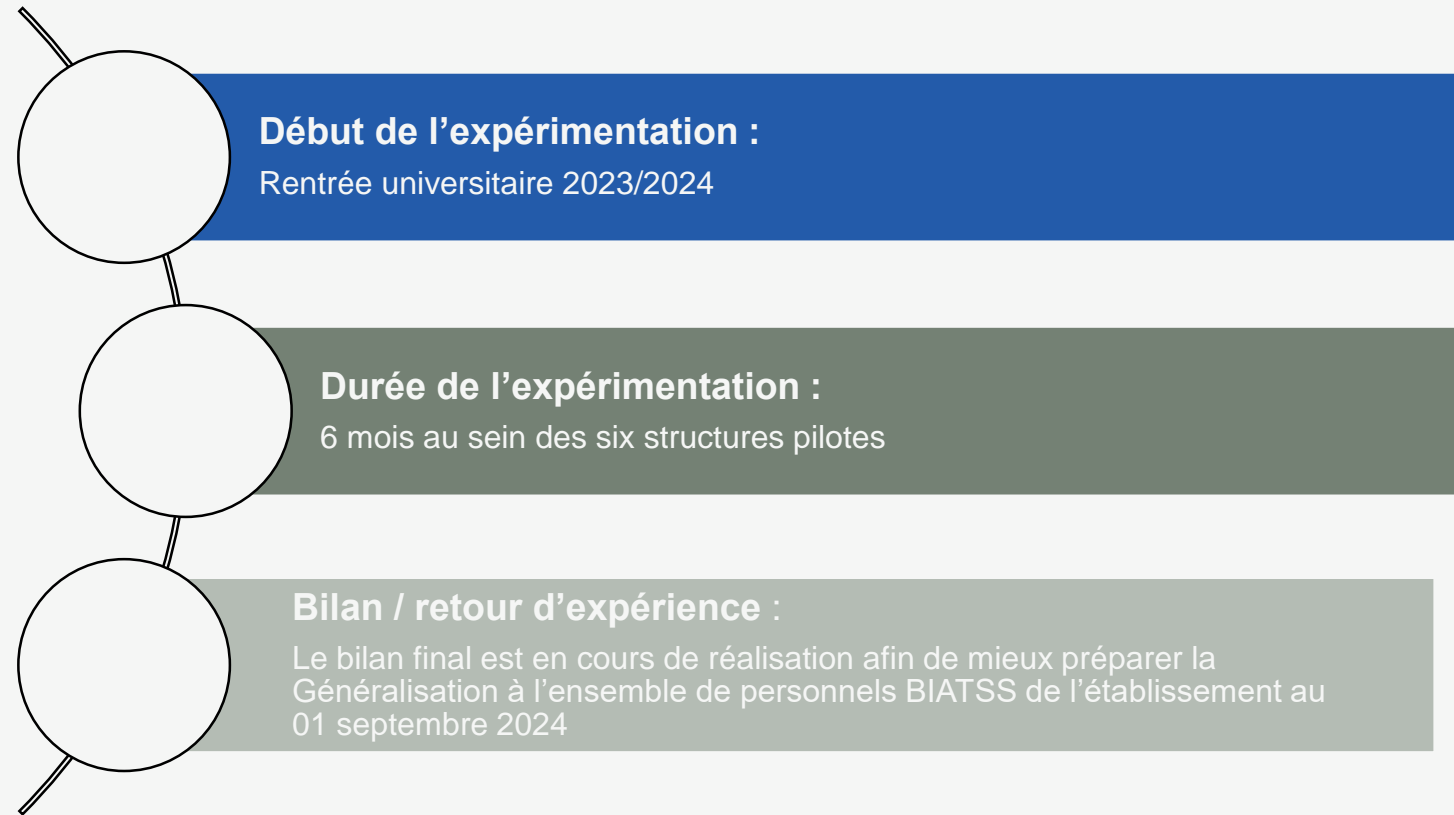 Début de l’expérimentation :
Rentrée universitaire 2023/2024
Durée de l’expérimentation :
6 mois au sein des six structures pilotes
Bilan / retour d’expérience :
Le bilan final est en cours de réalisation afin de mieux préparer la
Généralisation à l’ensemble de personnels BIATSS de l’établissement au
01 septembre 2024